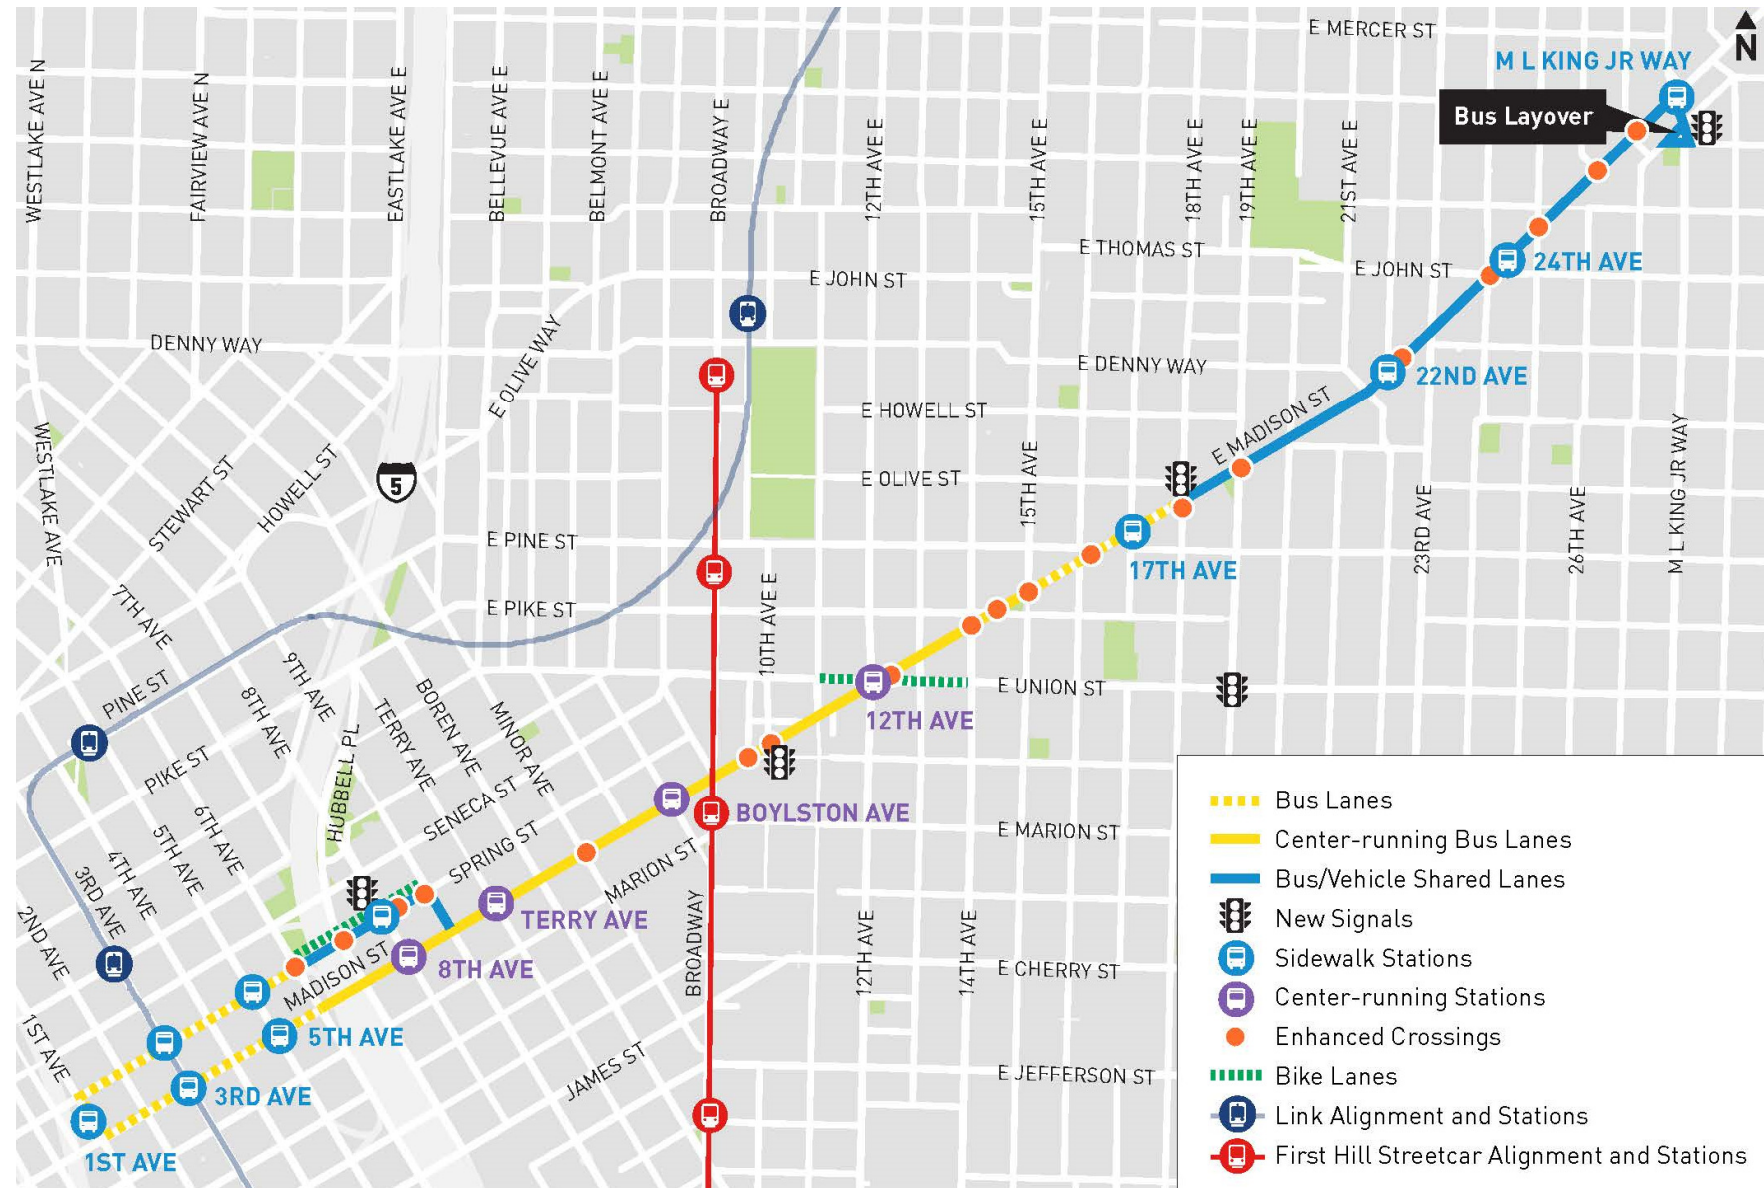 E MERCER ST
N
M L KING JR WAY
Bus Layover
WESTLAKE AVE N
FAIRVIEW AVE N
EASTLAKE AVE E
BELLEVUE AVE E
BELMONT AVE E
BROADWAY E
12TH AVE E
15TH AVE E
18TH AVE E
19TH AVE E
21ST AVE E
E THOMAS ST
E JOHN ST
E JOHN ST
24TH AVE
DENNY WAY
E OLIVE WAY
E DENNY WAY
22ND AVE
E HOWELL ST
E MADISON ST
WESTLAKE AVE
STEWART ST
HOWELL ST
5
E OLIVE ST
15TH AVE
23RD AVE
26TH AVE
M L KING JR WAY
E PINE ST
17TH AVE
E PIKE ST
10TH AVE E
7TH AVE
PINE ST
9TH AVE
8TH AVE
TERRY AVE
BOREN AVE
MINOR AVE
E UNION ST
12TH AVE
PIKE ST
HUBBELL PL
SENECA ST
6TH AVE
5TH AVE
4TH AVE
3RD AVE
2ND AVE
1ST AVE
SPRING ST
BOYLSTON AVE
E MARION ST
MARION ST
TERRY AVE
BROADWAY
12TH AVE
14TH AVE
E CHERRY ST
MADISON ST
8TH AVE
5TH AVE
JAMES ST
E JEFFERSON ST
3RD AVE
1ST AVE
Bus Lanes
Center-running Bus Lanes
Bus/Vehicle Shared Lanes
New Signals
Sidewalk Stations
Center-running Stations
Enhanced Crossings
Bike Lanes
Link Alignment and Stations
First Hill Streetcar Alignment and Stations